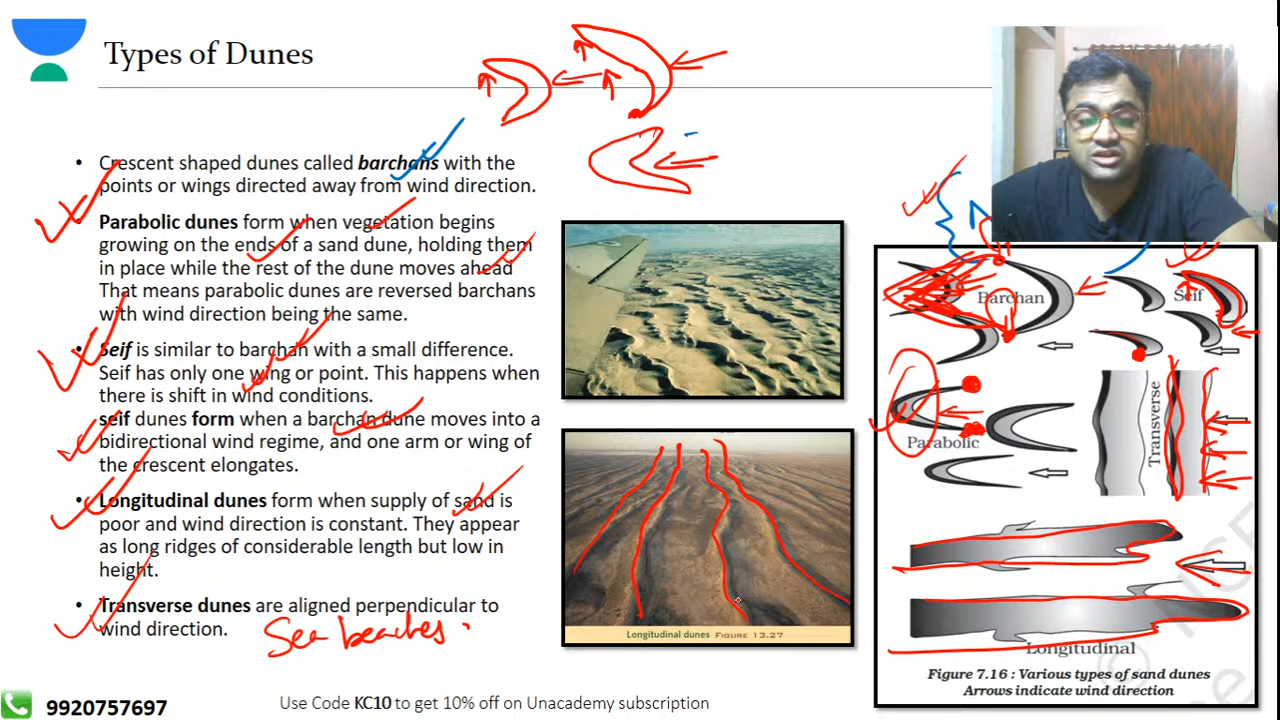 Types of Dunes
• Crescent shaped dunes called barchans with the
points or wings directed away from wind direction.
• Parabolic dunes form when vegetation begins
growing on the ends of a sand dune, holding them
in place while the rest of the dune moves ahead
That means parabolic dunes are reversed barchans
with wind direction being the same.
• Seif is similar to barchan with a small difference.
Seif has only one wing or point. This happens when
there is shift in wind conditions.
seif dunes form when a barchan dune moves into a
bidirectional wind regime, and one arm or wing of
the crescent elongates.
• Longitudinal dunes form when supply of sand is
poor and wind direction is constant. They appear
as long ridges of considerable length but low in
height.
• Transverse dunes are aligned perpendicular to
wind direction.
Sea beaches
Longitudinal dunes FIGURE 13.27
Barchan
Seif
Parabolic
Transverse
Longitudinal
Figure 7.16 : Various types of sand dunes
Arrows indicate wind direction
9920757697
Use Code KC10 to get 10% off on Unacademy subscription